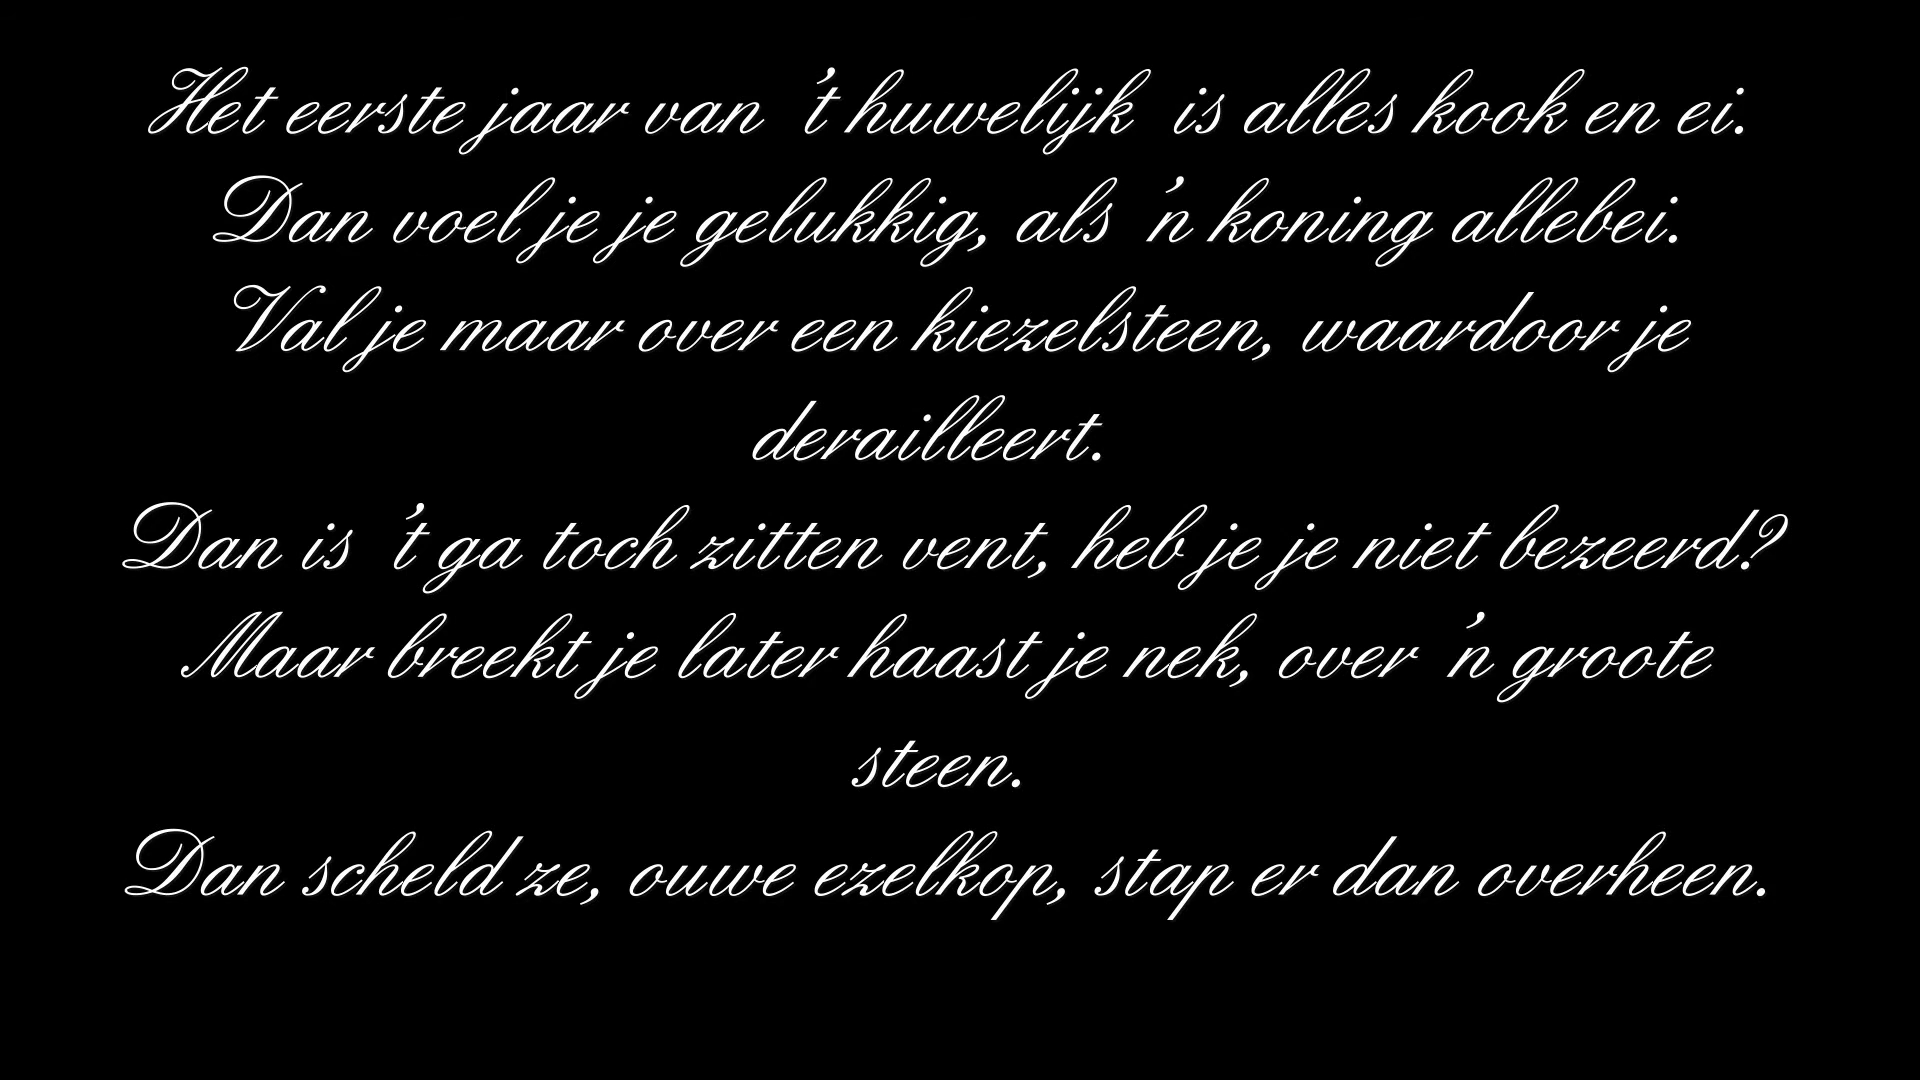 Het eerste jaar van 't huwelijk is alles kook en ei.
Dan voel je je gelukkig, als 'n koning allebei.
Val je maar over een kiezelsteen, waardoor je
derailleert.
Dan is 't ga toch zitten vent, heb je je niet bezeerd?
Maar breekt je later haast je nek, over 'n groote
steen.
Dan scheld ze, ouwe ezelkop, stap er dan overheen.